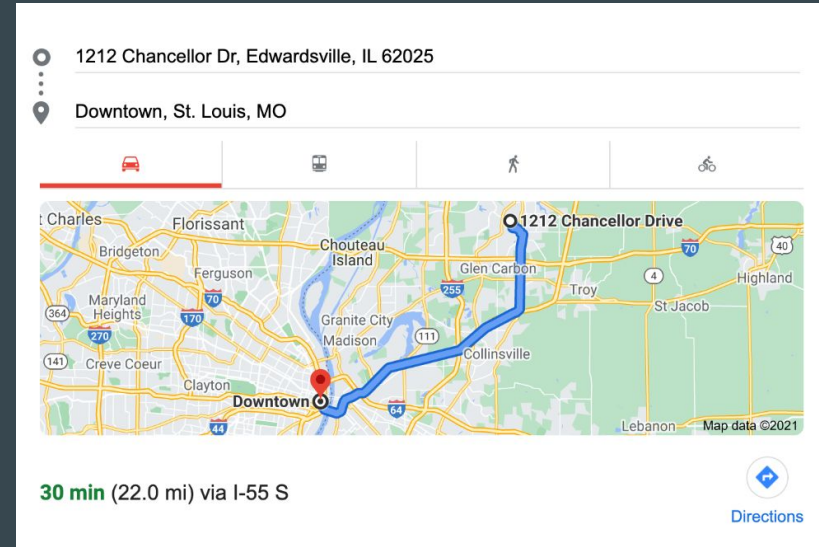 1212 Chancellor Dr, Edwardsville, IL 62025
Downtown, St. Louis, MO
t Charles
Florissant
1212 Chancellor Drive
Bridgeton
Chouteau
Island
70
40
Glen Carbon
Ferguson
255
4
Highland
Maryland
Heights
70
Troy
St Jacob
364
170
Granite City
270
Madison
111
141
Creve Coeur
Collinsville
Clayton
Downtown
64
44
Lebanon
Map data ©2021
30 min (22.0 mi) via I-55 S
Directions